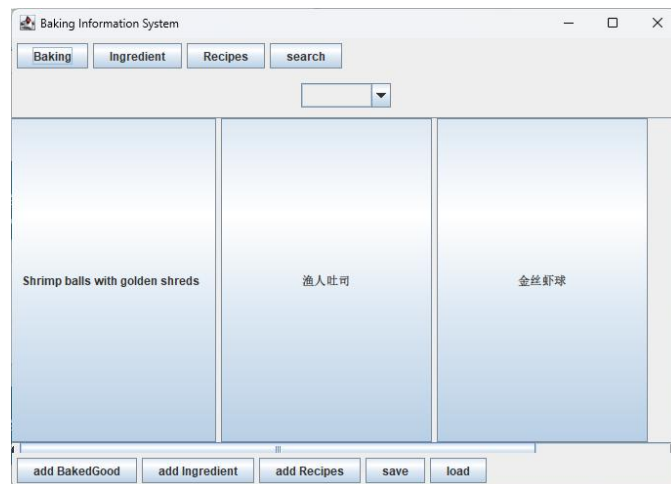 Baking Information System
Baking Ingredient Recipes search
Shrimp balls with golden shreds 渔人吐司 金丝虾球
add BakedGood add Ingredient add Recipes save load